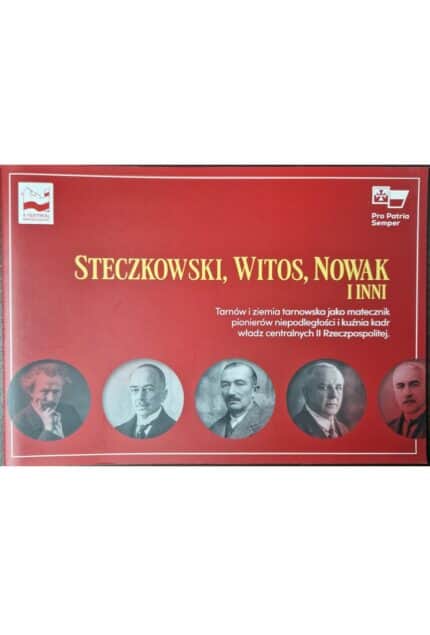 Pro Patria
Semper
STECZKOWSKI, WITOS, NOWAK
I INNI
Tarnów i ziemia tarnowska jako matecznik
pionierów niepodległości i kuźnia kadr
władz centralnych II Rzeczpospolitej.